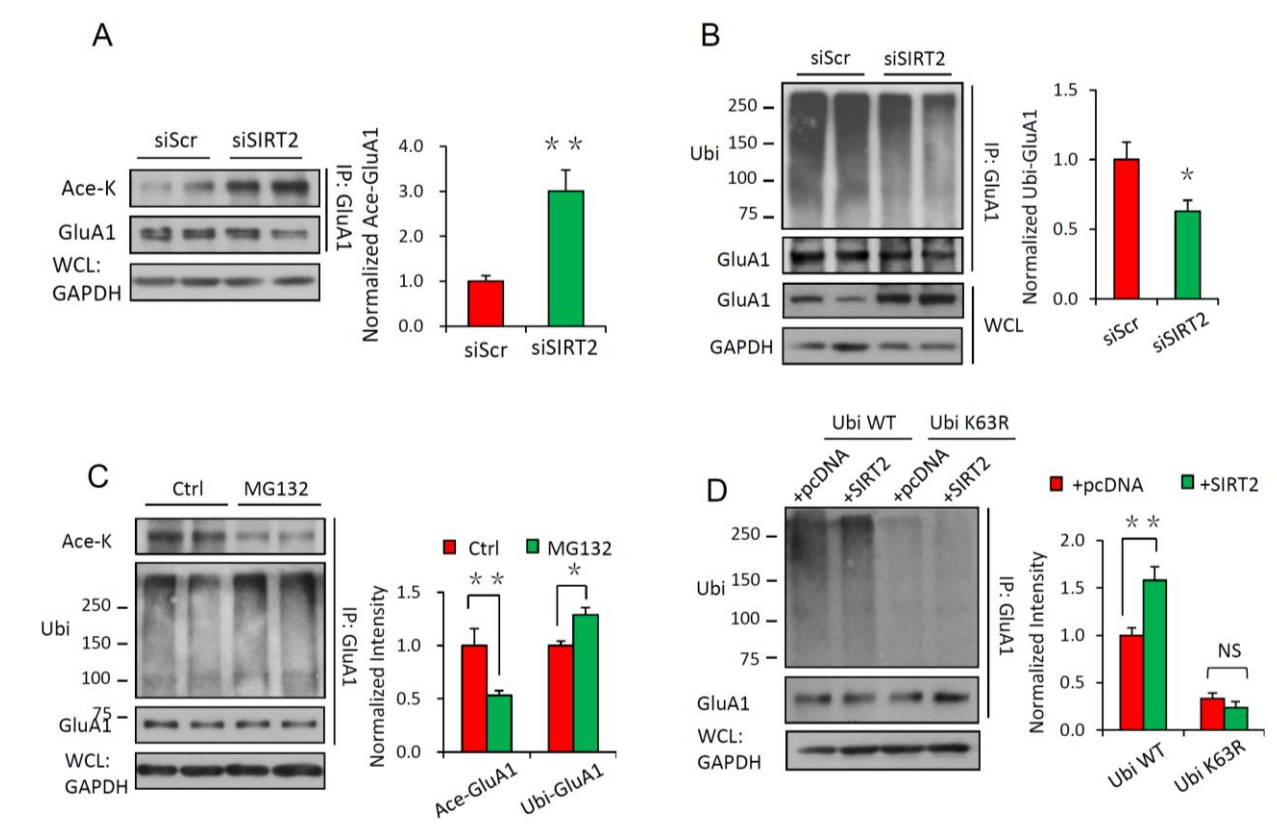 A
siScr siSIRT2
Ace-K
GluA1
WCL:
GAPDH
IP: GluA1
Normalized Ace-GluA1
4.0
3.0
2.0
1.0
0.0
* *
siScr siSIRT2
B
siScr siSIRT2
Ubi
250
150
100
75
GluA1
GluA1
GAPDH
IP: GluA1
WCL
Normalized Ubi-GluA1
1.5
1.0
0.5
0.0
*
siScr siSIRT2
C
Ctrl MG132
Ace-K
Ubi
250
150
100
75
GluA1
WCL:
GAPDH
IP: GluA1
Ctrl MG132
Normalized Intensity
1.5
1.0
0.5
0.0
* * *
Ace-GluA1 Ubi-GluA1
D
Ubi WT Ubi K63R
+pcDNA +SIRT2 +pcDNA +SIRT2
Ubi
250
150
100
75
GluA1
WCL:
GAPDH
IP: GluA1
+pcDNA +SIRT2
Normalized Intensity
2.0
1.5
1.0
0.5
0.0
* *
NS
Ubi WT Ubi K63R